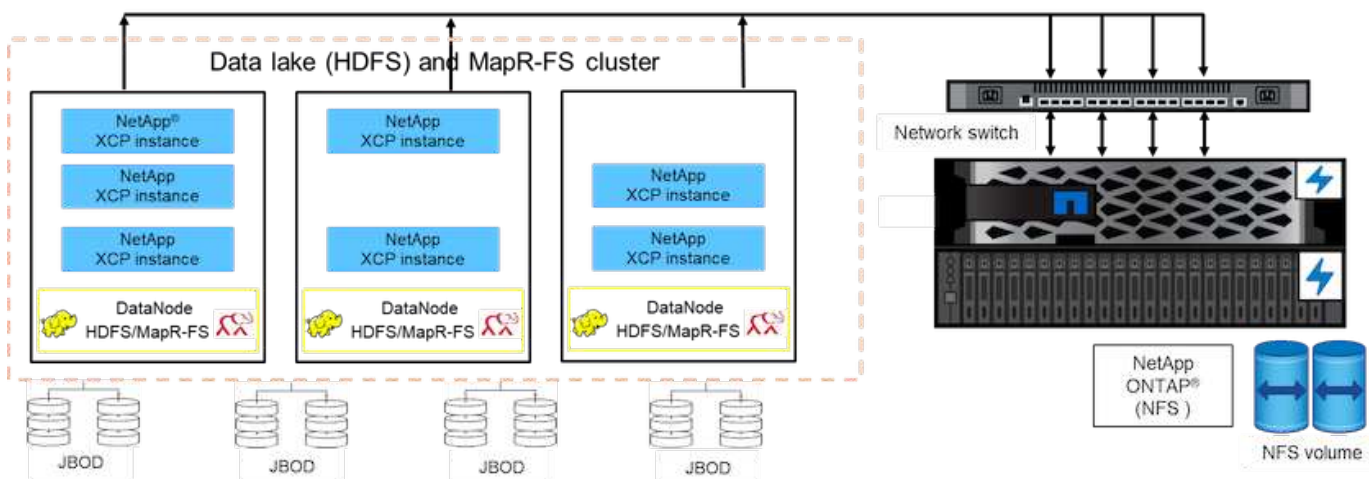 Data lake (HDFS) and MapR-FS cluster
NetApp®
XCP instance
NetApp
XCP instance
NetApp
XCP instance
DataNode
HDFS/MapR-FS
NetApp
XCP instance
NetApp
XCP instance
DataNode
HDFS/MapR-FS
NetApp
XCP instance
NetApp
XCP instance
DataNode
HDFS/MapR-FS
JBOD
JBOD
JBOD
JBOD
Network switch
NetApp
ONTAP®
(NFS )
NFS volume